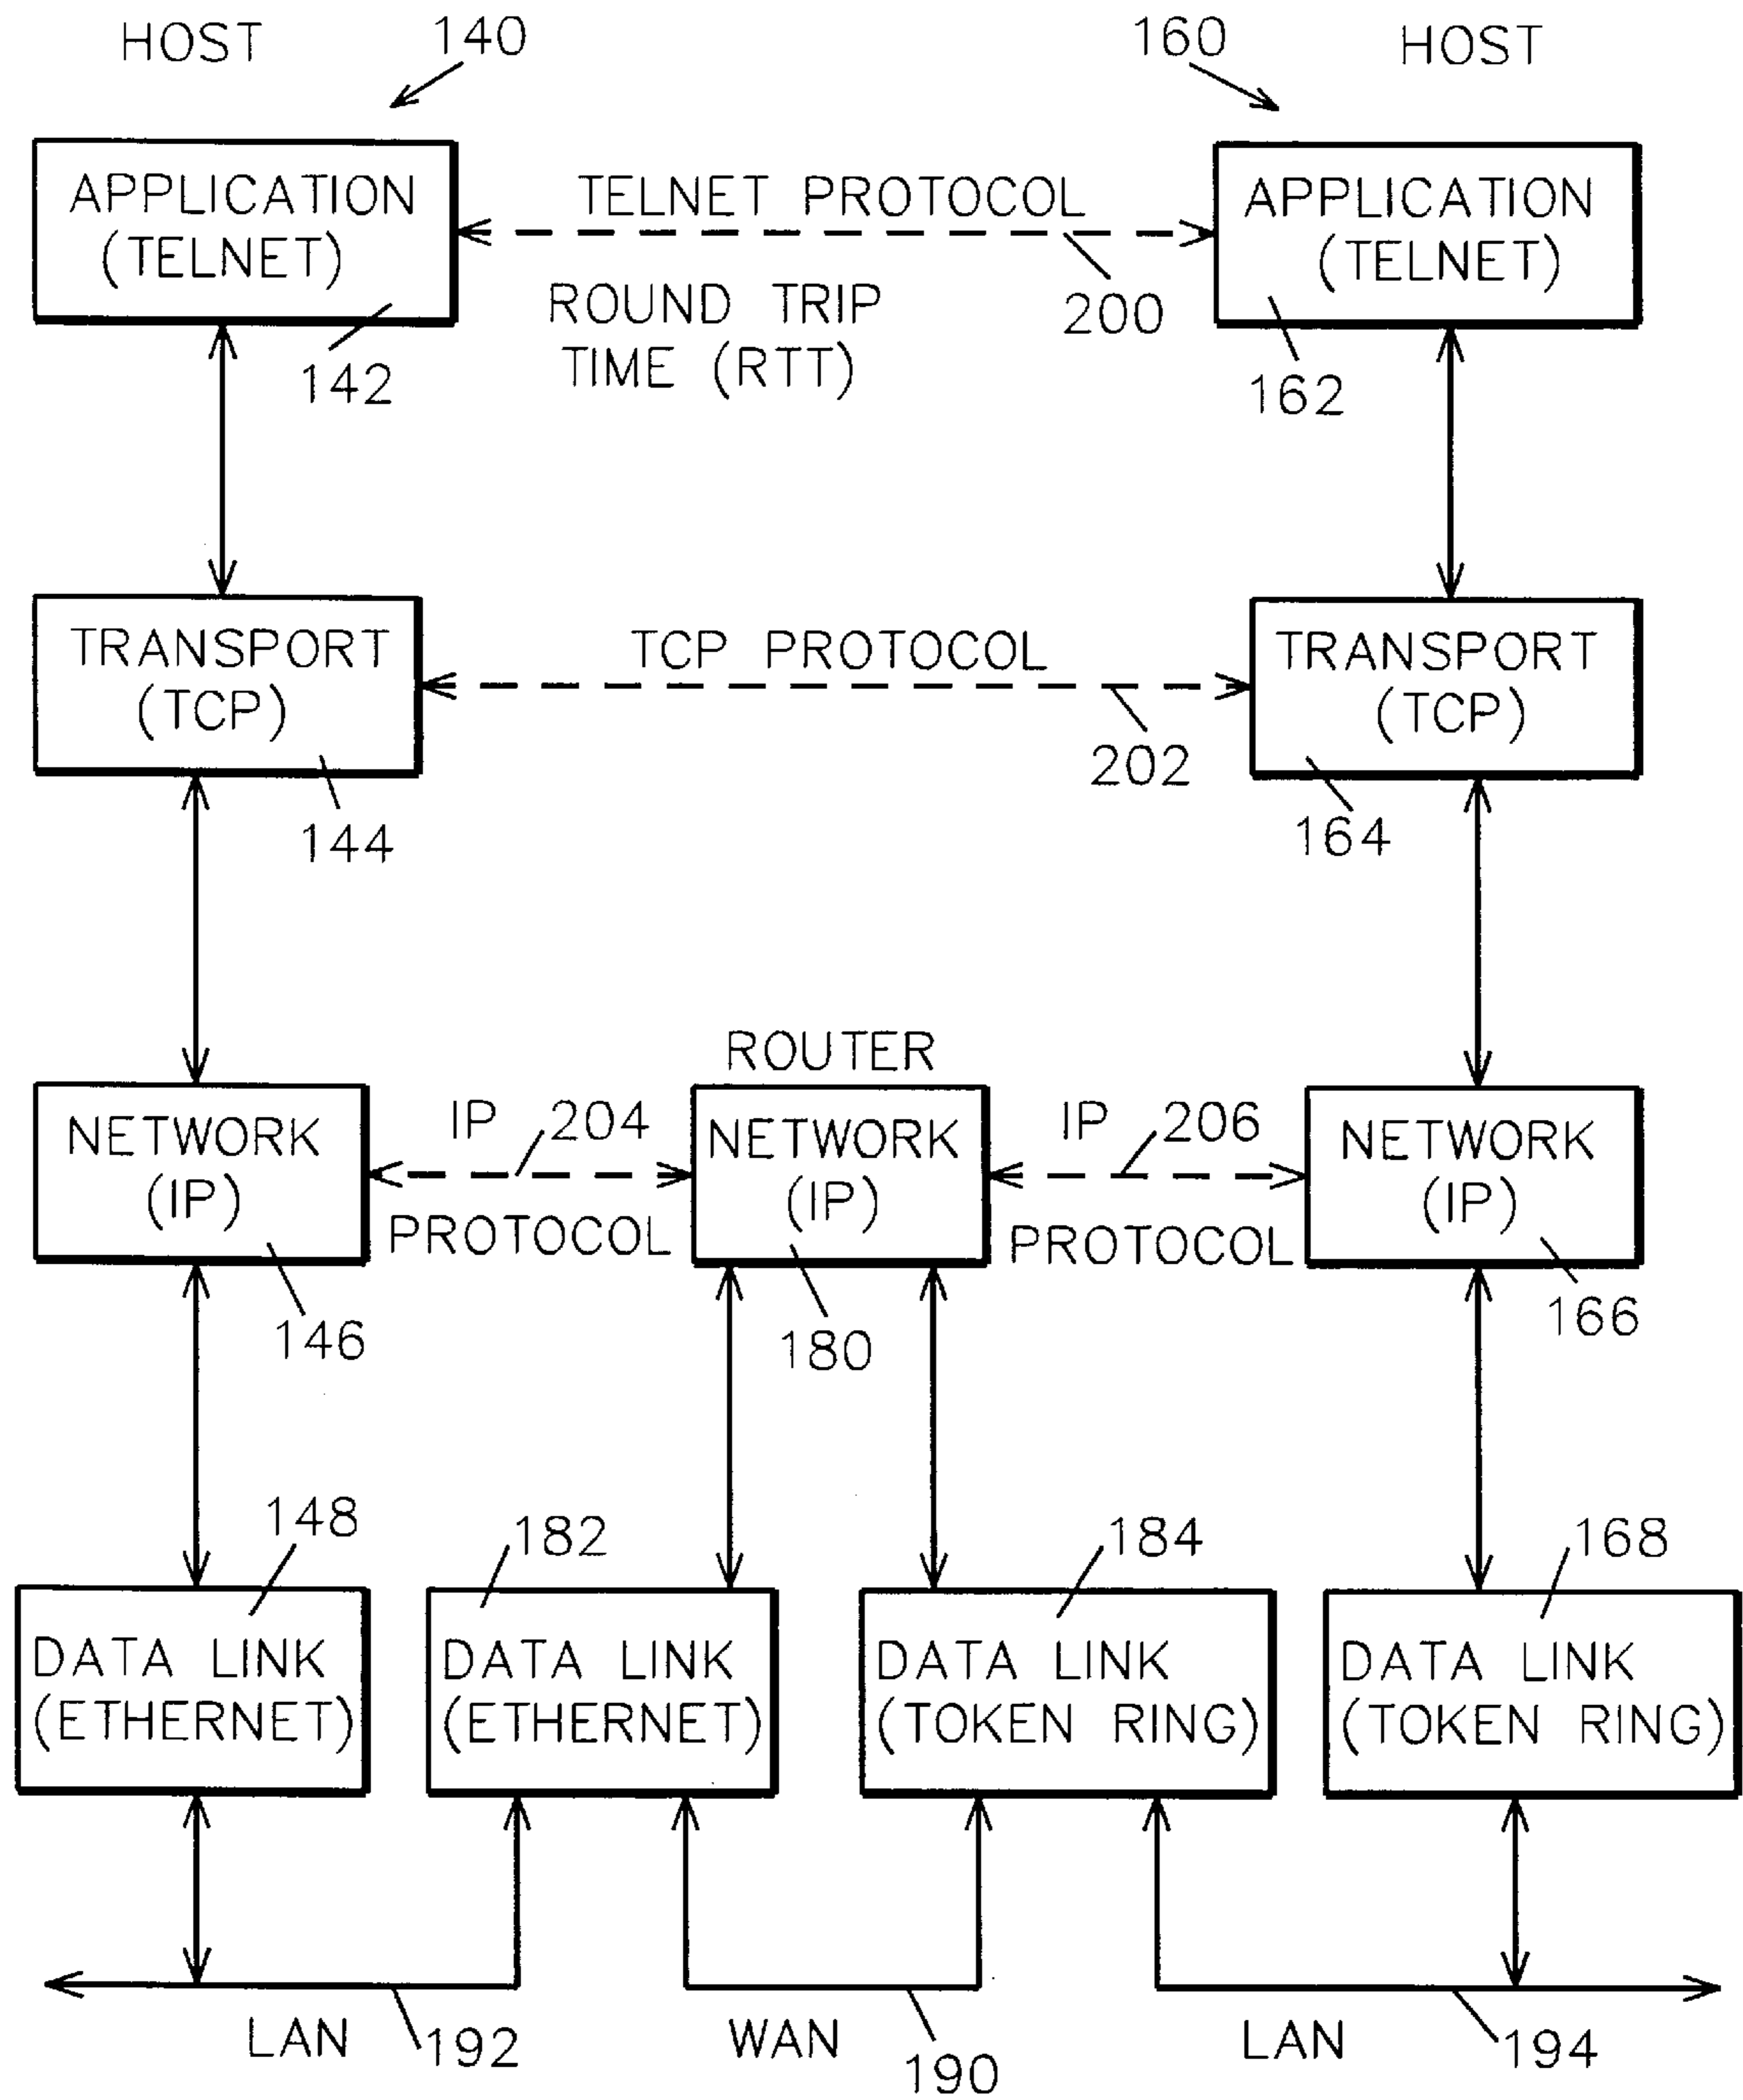 HOST
140
160
HOST
APPLICATION
(TELNET)
142
TELNET PROTOCOL
200
ROUND TRIP
TIME (RTT)
APPLICATION
(TELNET)
162
TRANSPORT
(TCP)
144
TCP PROTOCOL
202
TRANSPORT
(TCP)
164
ROUTER
NETWORK
(IP)
146
IP
204
PROTOCOL
NETWORK
(IP)
180
IP
206
PROTOCOL
NETWORK
(IP)
166
148
DATA LINK
(ETHERNET)
182
DATA LINK
(ETHERNET)
184
DATA LINK
(TOKEN RING)
168
DATA LINK
(TOKEN RING)
LAN
192
WAN
190
LAN
194